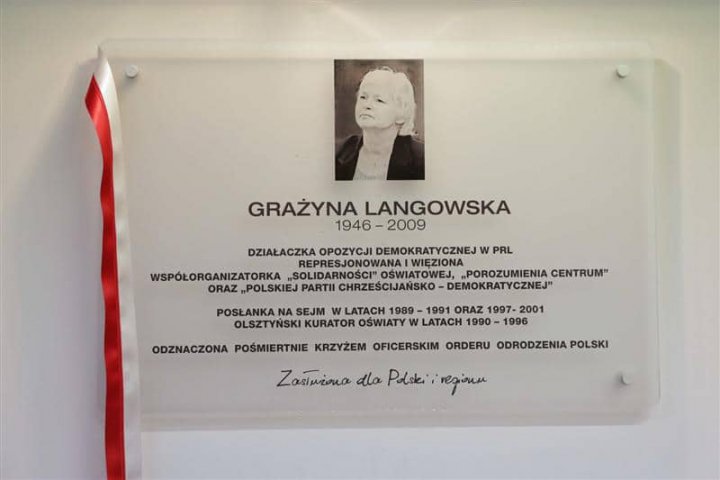 GRAŻYNA LANGOWSKA
1946 – 2009
DZIAŁACZKA OPOZYCJI DEMOKRATYCZNEJ W PRL
REPRESJONOWANA I WIĘZIONA
WSPÓŁORGANIZATORKA „SOLIDARNOŚCI” OŚWIATOWEJ, „POROZUMIENIA CENTRUM”
ORAZ „POLSKIEJ PARTII CHRZEŚCIJAŃSKO – DEMOKRATYCZNEJ”
POSŁANKA NA SEJM W LATACH 1989 – 1991 ORAZ 1997- 2001
OLSZTYŃSKI KURATOR OŚWIATY W LATACH 1990 – 1996
ODZNACZONA POŚMIERTNIE KRZYŻEM OFICERSKIM ORDERU ODRODZENIA POLSKI
Zasłużona dla Polski i regionu